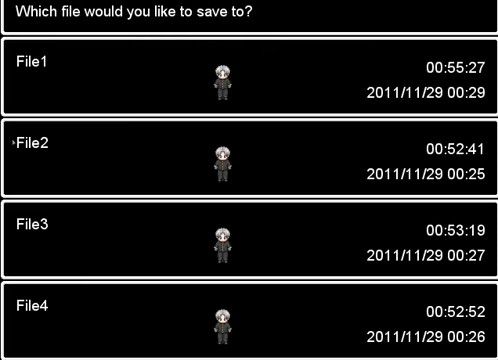 Which file would you like to save to?
File1
00:55:27
2011/11/29 00:29
File2
00:52:41
2011/11/29 00:25
File3
00:53:19
2011/11/29 00:27
File4
00:52:52
2011/11/29 00:26